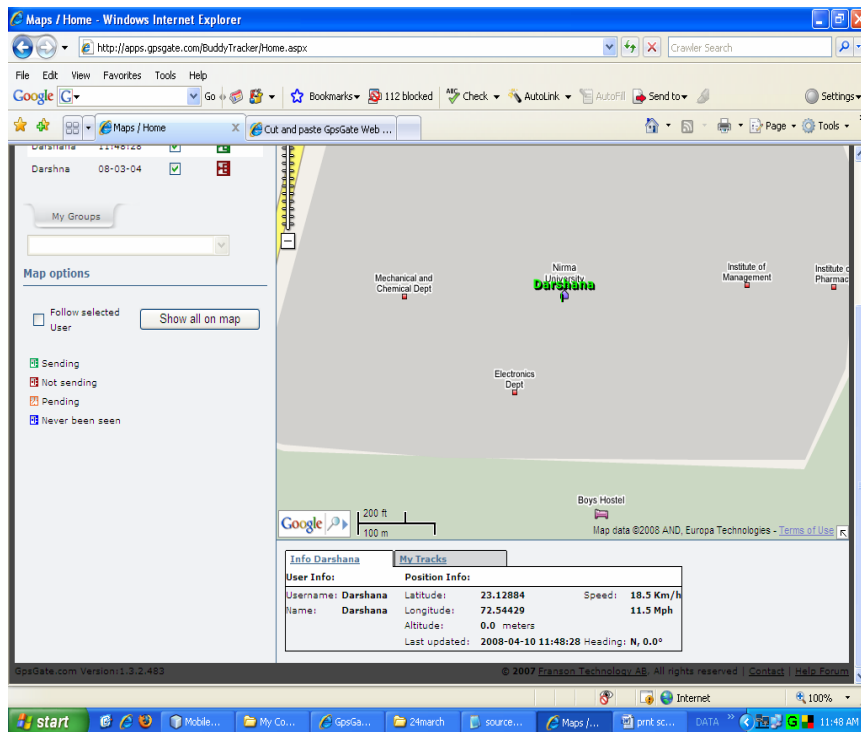 Maps / Home - Windows Internet Explorer
http://apps.gpsgate.com/BuddyTracker/Home.aspx
Crawler Search
File Edit View Favorites Tools Help
Google G Go Bookmarks 112 blocked ABC Check AutoLink AutoFill Send to Settings
Maps / Home X Cut and paste GpsGate Web ... Page Tools
Darshana 11:48:28
Darshna 08-03-04
My Groups
Map options
Follow selected User
Show all on map
Sending
Not sending
Pending
Never been seen
Mechanical and
Chemical Dept
Nirma
University
Darshana
Institute of
Management
Institute
Pharmac
Electronics
Dept
Boys Hostel
Google
200 ft
100 m
Map data ©2008 AND, Europa Technologies - Terms of Use
Info Darshana My Tracks
User Info: Position Info:
Username: Darshana Latitude: 23.12884 Speed: 18.5 Km/h
Name: Darshana Longitude: 72.54429 11.5 Mph
Altitude: 0.0 meters
Last updated: 2008-04-10 11:48:28 Heading: N, 0.0°
GpsGate.com Version:1.3.2.483 © 2007 Franson Technology AB. All rights reserved | Contact | Help Forum
Internet 100%
start Moble... My Co... GpsGa... 24march source... Maps /... prnt sc... DATA » G 11:48 AM